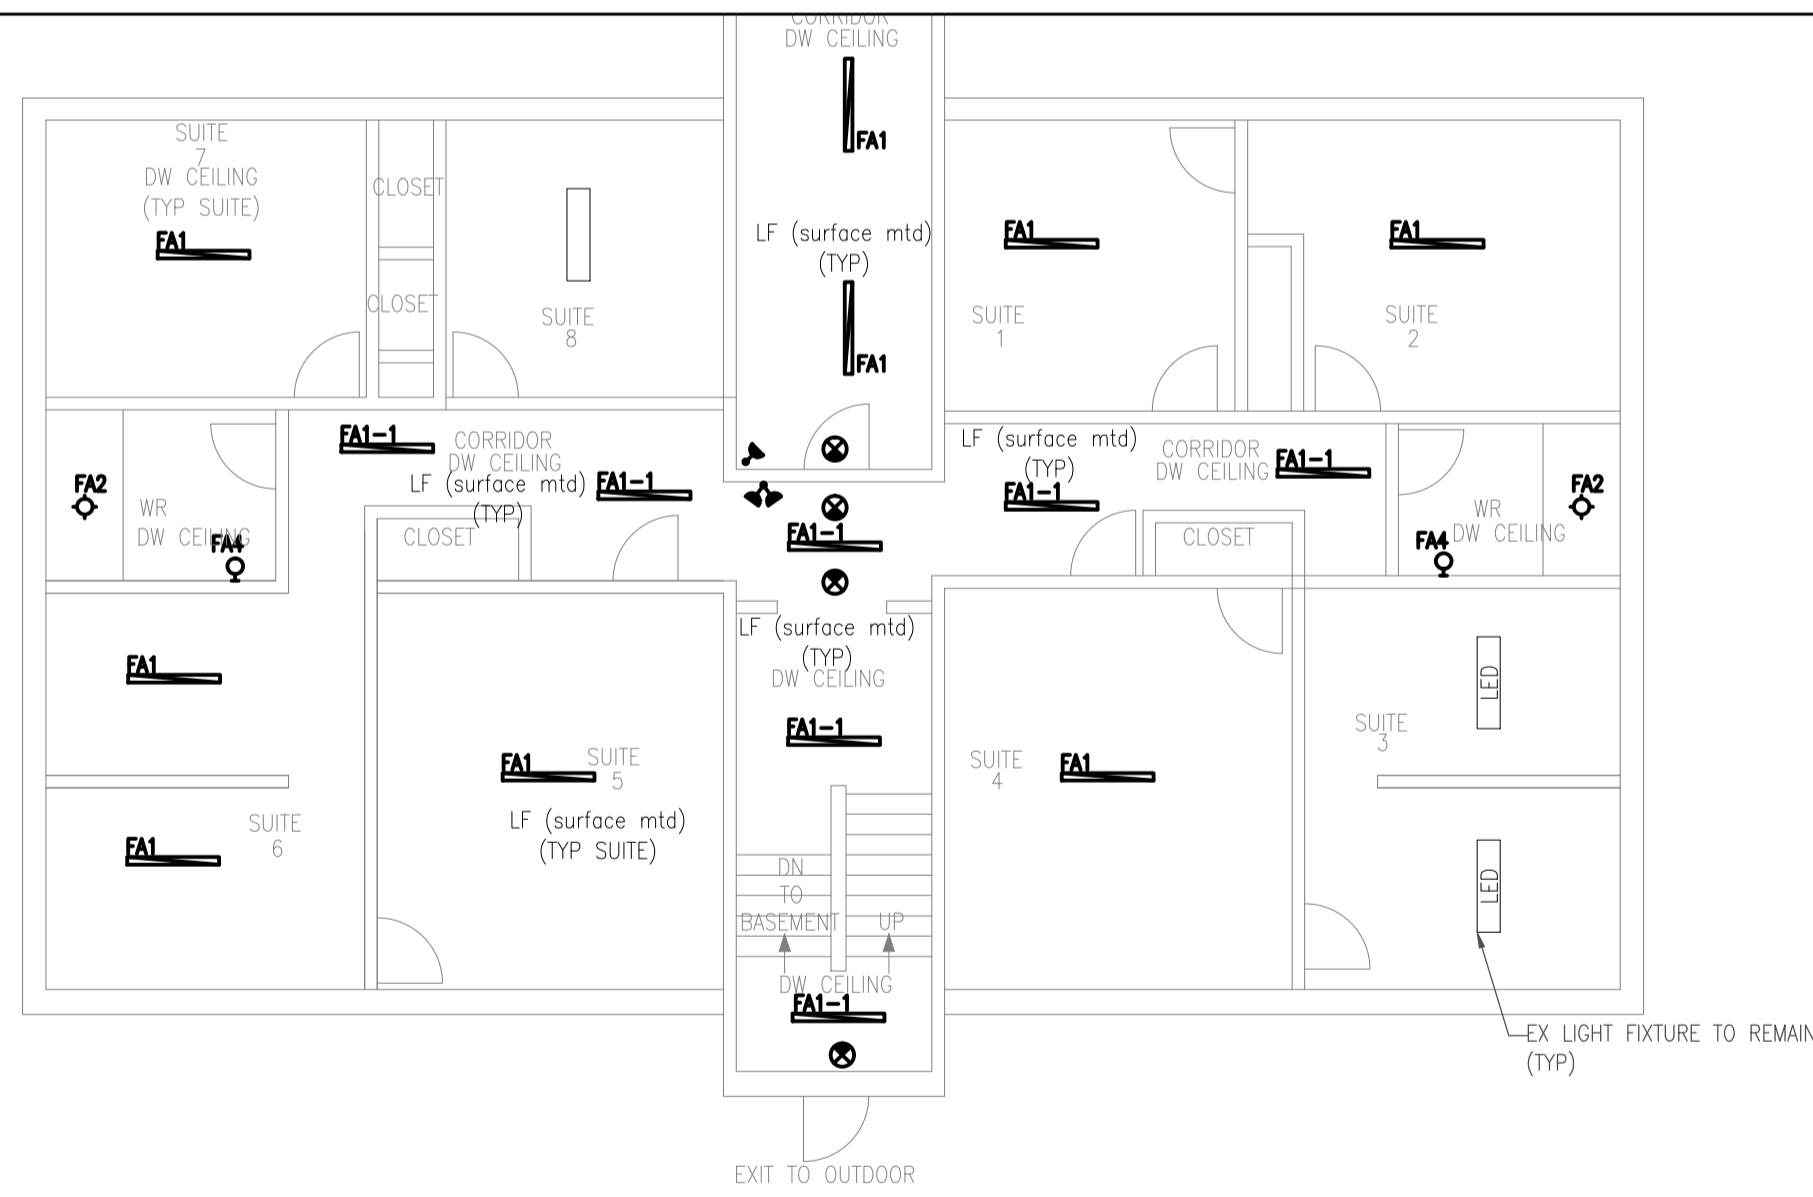 CORRIDOR
DW CEILING
FA1
SUITE
7
DW CEILING
(TYP SUITE)
FA1
CLOSET
CLOSET
SUITE
8
LF (surface mtd)
(TYP)
FA1
FA1
SUITE
1
FA1
SUITE
2
FA1-1
CORRIDOR
DW CEILING
LF (surface mtd)
(TYP)
FA1-1
LF (surface mtd)
(TYP)
CORRIDOR
DW CEILING
FA1-1
FA1-1
FA2
WR
DW CEILING
FA4
CLOSET
FA1-1
CLOSET
FA4
WR
DW CEILING
FA2
LF (surface mtd)
(TYP)
DW CEILING
FA1
FA1-1
FA1
SUITE
5
LF (surface mtd)
(TYP SUITE)
SUITE
4
FA1
SUITE
3
LED
LED
FA1
SUITE
6
DN
TO
BASEMENT
UP
DW CEILING
FA1-1
EX LIGHT FIXTURE TO REMAIN
(TYP)
EXIT TO OUTDOOR